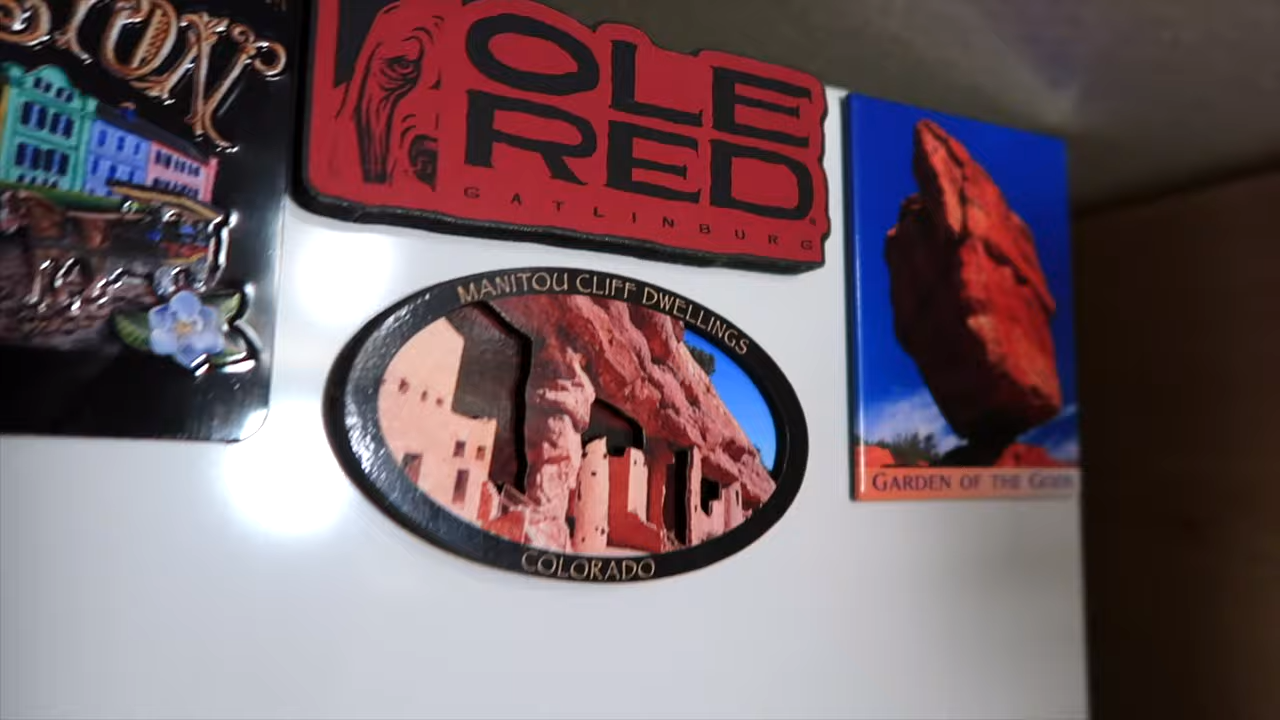 OLE
RED
GATLINBURG
MANITOU CLIFF DWELLINGS
COLORADO
GARDEN OF THE GODS